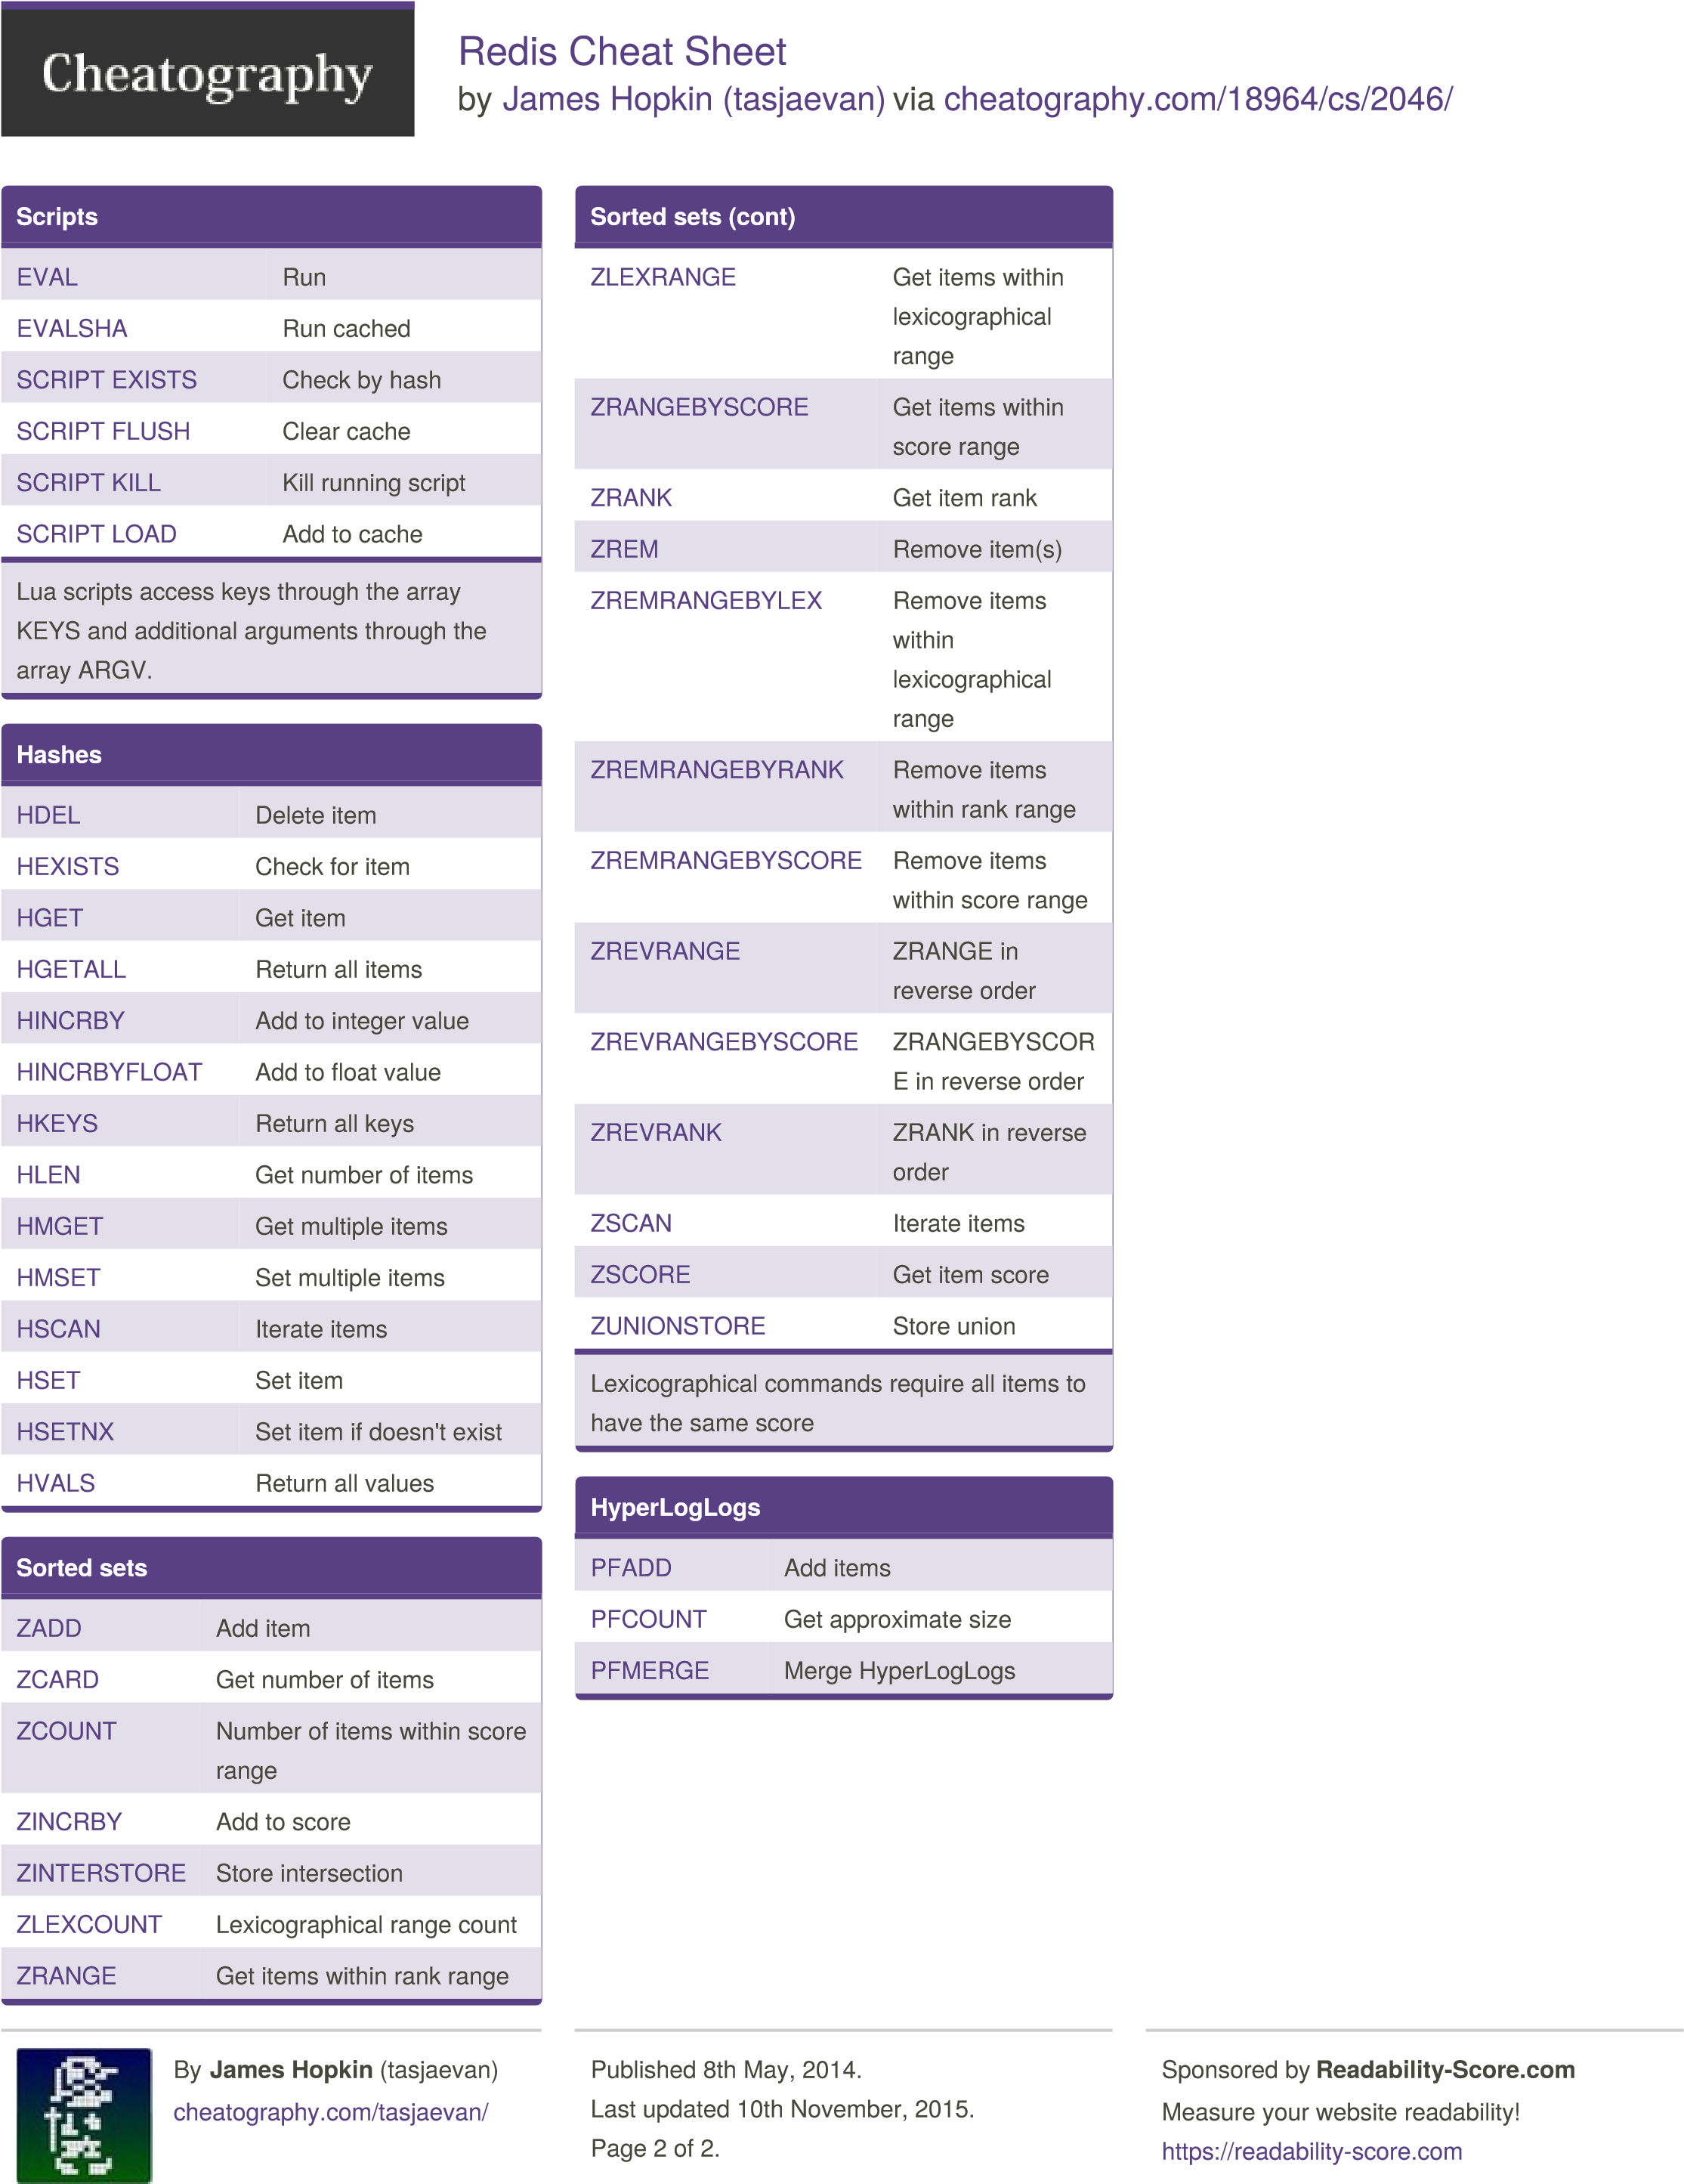 Cheatography
Redis Cheat Sheet
by James Hopkin (tasjaevan) via cheatography.com/18964/cs/2046/
Scripts
EVAL Run
EVALSHA Run cached
SCRIPT EXISTS Check by hash
SCRIPT FLUSH Clear cache
SCRIPT KILL Kill running script
SCRIPT LOAD Add to cache
Lua scripts access keys through the array
KEYS and additional arguments through the
array ARGV.
Hashes
HDEL Delete item
HEXISTS Check for item
HGET Get item
HGETALL Return all items
HINCRBY Add to integer value
HINCRBYFLOAT Add to float value
HKEYS Return all keys
HLEN Get number of items
HMGET Get multiple items
HMSET Set multiple items
HSCAN Iterate items
HSET Set item
HSETNX Set item if doesn't exist
HVALS Return all values
Sorted sets
ZADD Add item
ZCARD Get number of items
ZCOUNT Number of items within score
range
ZINCRBY Add to score
ZINTERSTORE Store intersection
ZLEXCOUNT Lexicographical range count
ZRANGE Get items within rank range
Sorted sets (cont)
ZLEXRANGE Get items within
lexicographical
range
ZRANGEBYSCORE Get items within
score range
ZRANK Get item rank
ZREM Remove item(s)
ZREMRANGEBYLEX Remove items
within
lexicographical
range
ZREMRANGEBYRANK Remove items
within rank range
ZREMRANGEBYSCORE Remove items
within score range
ZREVRANGE ZRANGE in
reverse order
ZREVRANGEBYSCORE ZRANGEBYSCOR
E in reverse order
ZREVRANK ZRANK in reverse
order
ZSCAN Iterate items
ZSCORE Get item score
ZUNIONSTORE Store union
Lexicographical commands require all items to
have the same score
HyperLogLogs
PFADD Add items
PFCOUNT Get approximate size
PFMERGE Merge HyperLogLogs
By James Hopkin (tasjaevan)
cheatography.com/tasjaevan/
Published 8th May, 2014.
Last updated 10th November, 2015.
Page 2 of 2.
Sponsored by Readability-Score.com
Measure your website readability!
https://readability-score.com